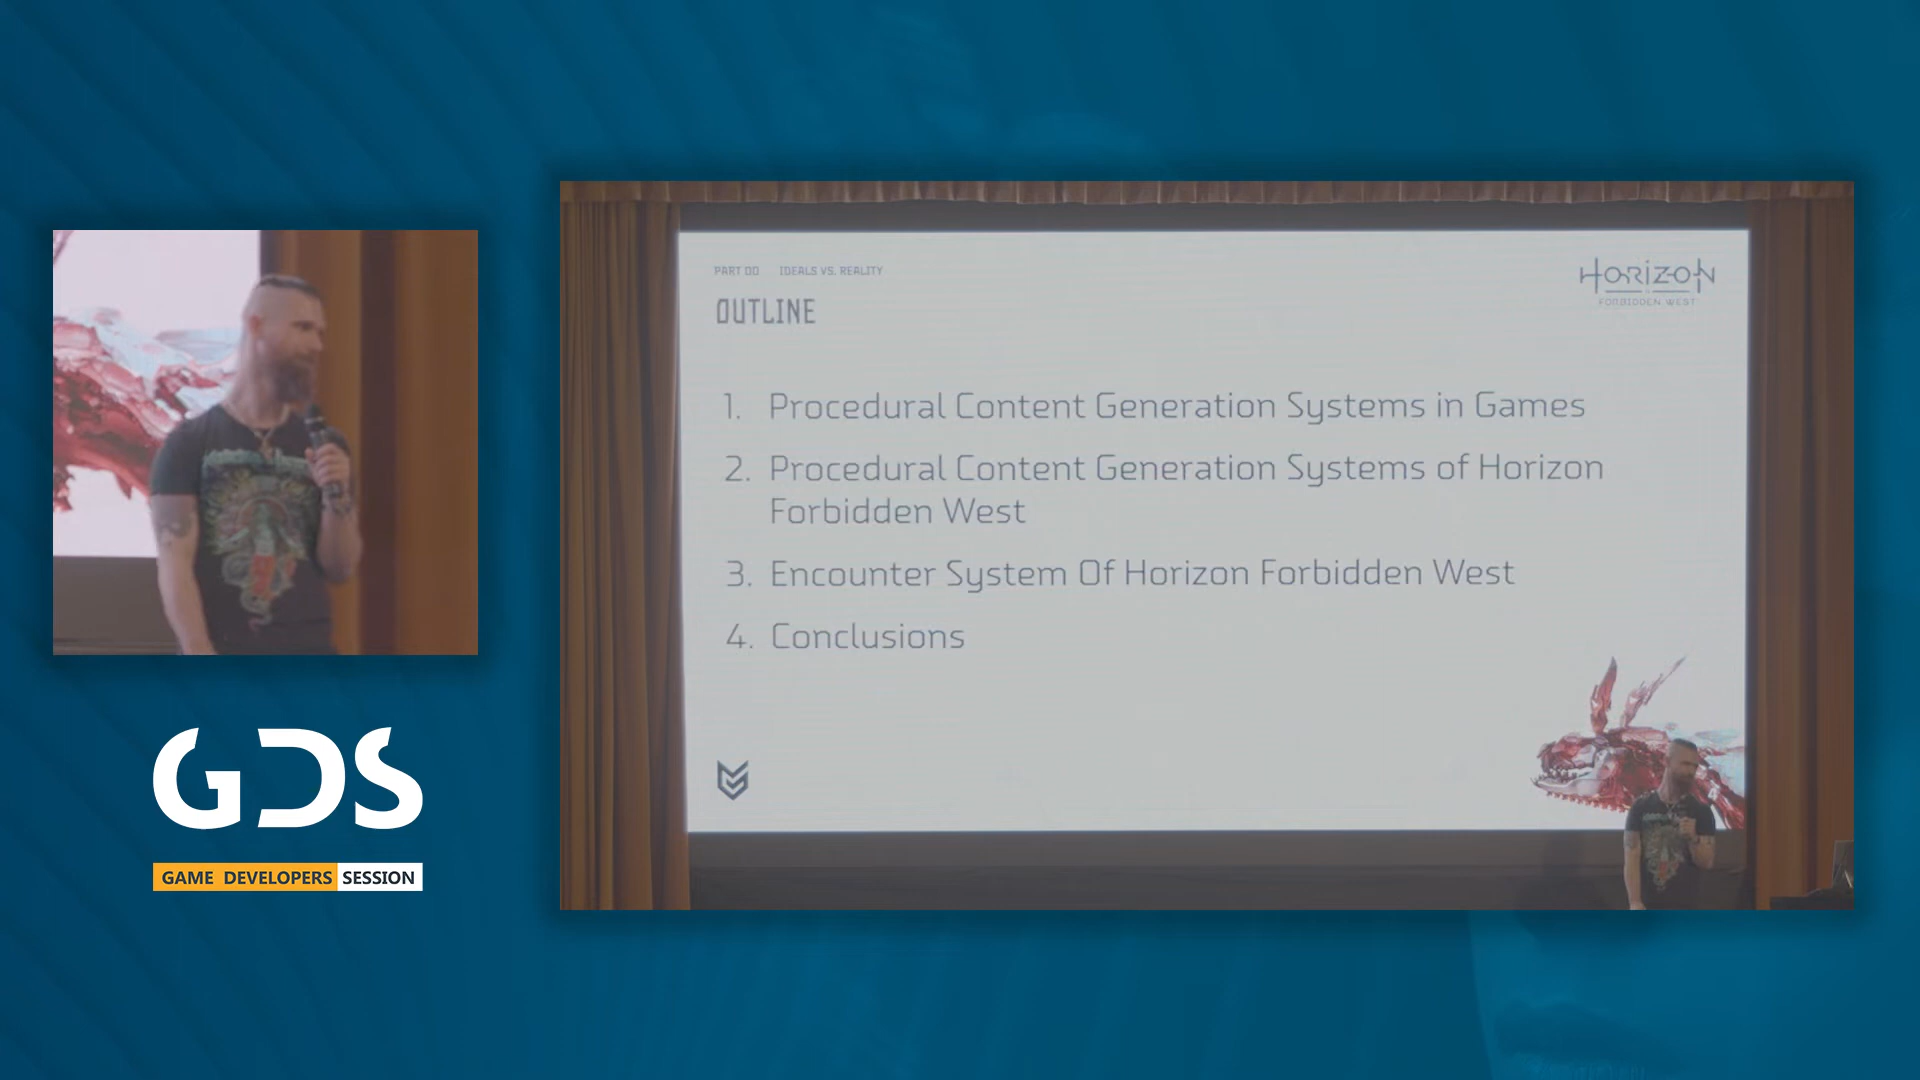 PART 00 IDEALS VS. REALITY
OUTLINE
HORIZON
FORBIDDEN WEST
1. Procedural Content Generation Systems in Games
2. Procedural Content Generation Systems of Horizon
Forbidden West
3. Encounter System Of Horizon Forbidden West
4. Conclusions
GDS
GAME DEVELOPERS SESSION